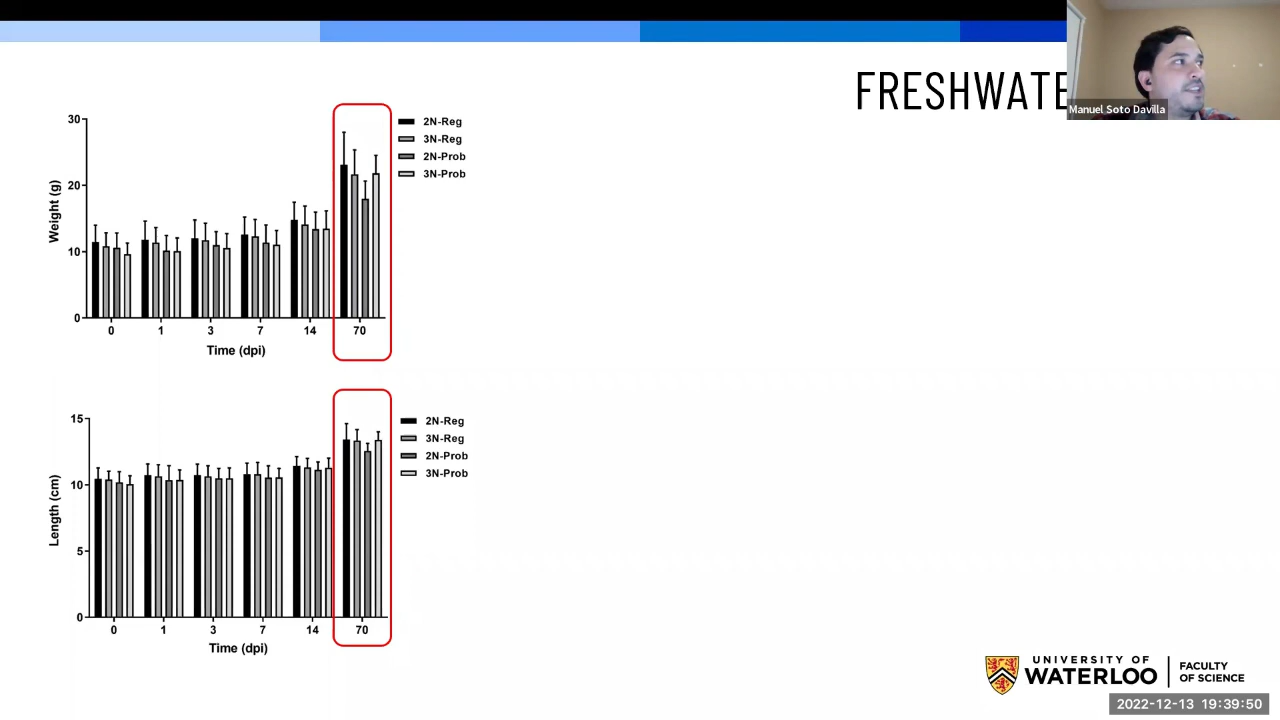 FRESHWATE
Manuel Soto Davilla
30
20
10
0
Weight (g)
0 1 3 7 14 70
Time (dpi)
2N-Reg
3N-Reg
2N-Prob
3N-Prob
15
10
5
0
Length (cm)
0 1 3 7 14 70
Time (dpi)
2N-Reg
3N-Reg
2N-Prob
3N-Prob
UNIVERSITY OF
WATERLOO
FACULTY
OF SCIENCE
2022-12-13 19:39:50